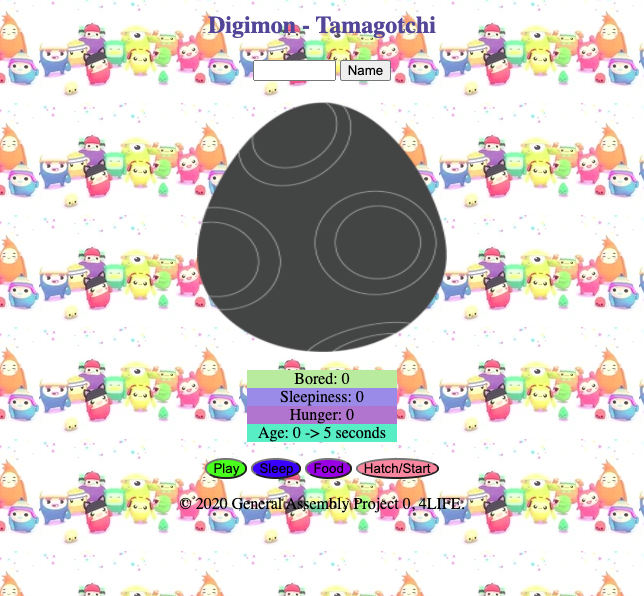 Digimon - Tamagotchi
Name
Bored: 0
Sleepiness: 0
Hunger: 0
Age: 0 -> 5 seconds
Play Sleep Food Hatch/Start
© 2020 General Assembly Project 0, 4LIFE.